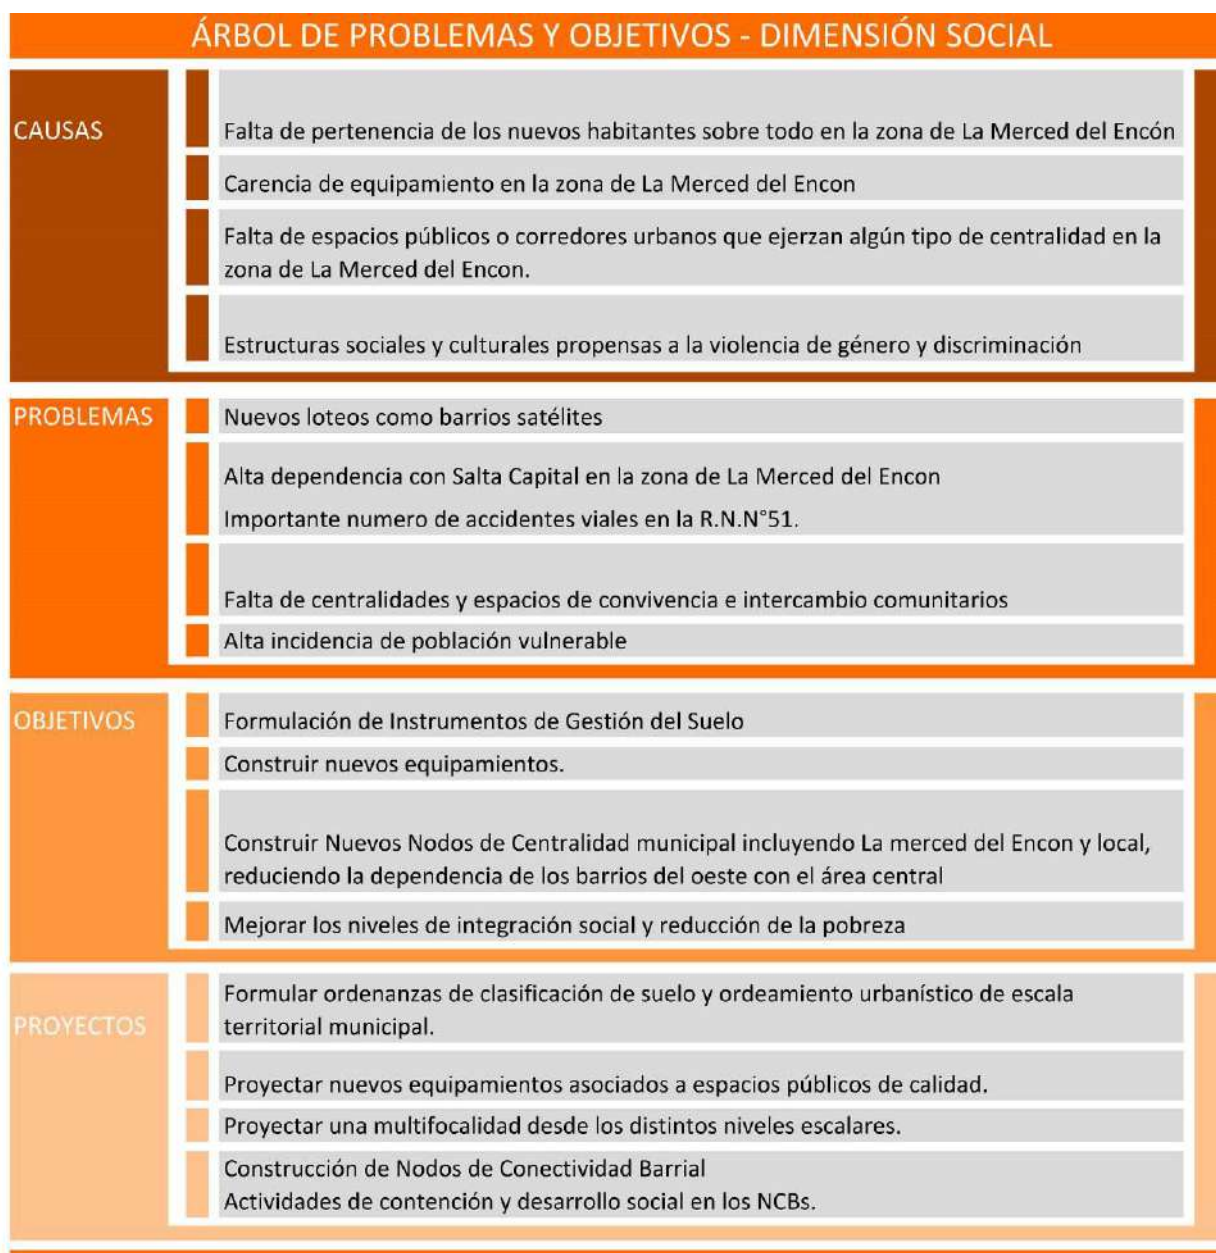 ÁRBOL DE PROBLEMAS Y OBJETIVOS - DIMENSIÓN SOCIAL
CAUSAS
Falta de pertenencia de los nuevos habitantes sobre todo en la zona de La Merced del Encón
Carencia de equipamiento en la zona de La Merced del Encon
Falta de espacios públicos o corredores urbanos que ejerzan algún tipo de centralidad en la
zona de La Merced del Encon.
Estructuras sociales y culturales propensas a la violencia de género y discriminación
PROBLEMAS
Nuevos loteos como barrios satélites
Alta dependencia con Salta Capital en la zona de La Merced del Encon
Importante numero de accidentes viales en la R.N.N°51.
Falta de centralidades y espacios de convivencia e intercambio comunitarios
Alta incidencia de población vulnerable
OBJETIVOS
Formulación de Instrumentos de Gestión del Suelo
Construir nuevos equipamientos.
Construir Nuevos Nodos de Centralidad municipal incluyendo La merced del Encon y local,
reduciendo la dependencia de los barrios del oeste con el área central
Mejorar los niveles de integración social y reducción de la pobreza
PROYECTOS
Formular ordenanzas de clasificación de suelo y ordeamiento urbanístico de escala
territorial municipal.
Proyectar nuevos equipamientos asociados a espacios públicos de calidad.
Proyectar una multifocalidad desde los distintos niveles escalares.
Construcción de Nodos de Conectividad Barrial
Actividades de contención y desarrollo social en los NCBs.